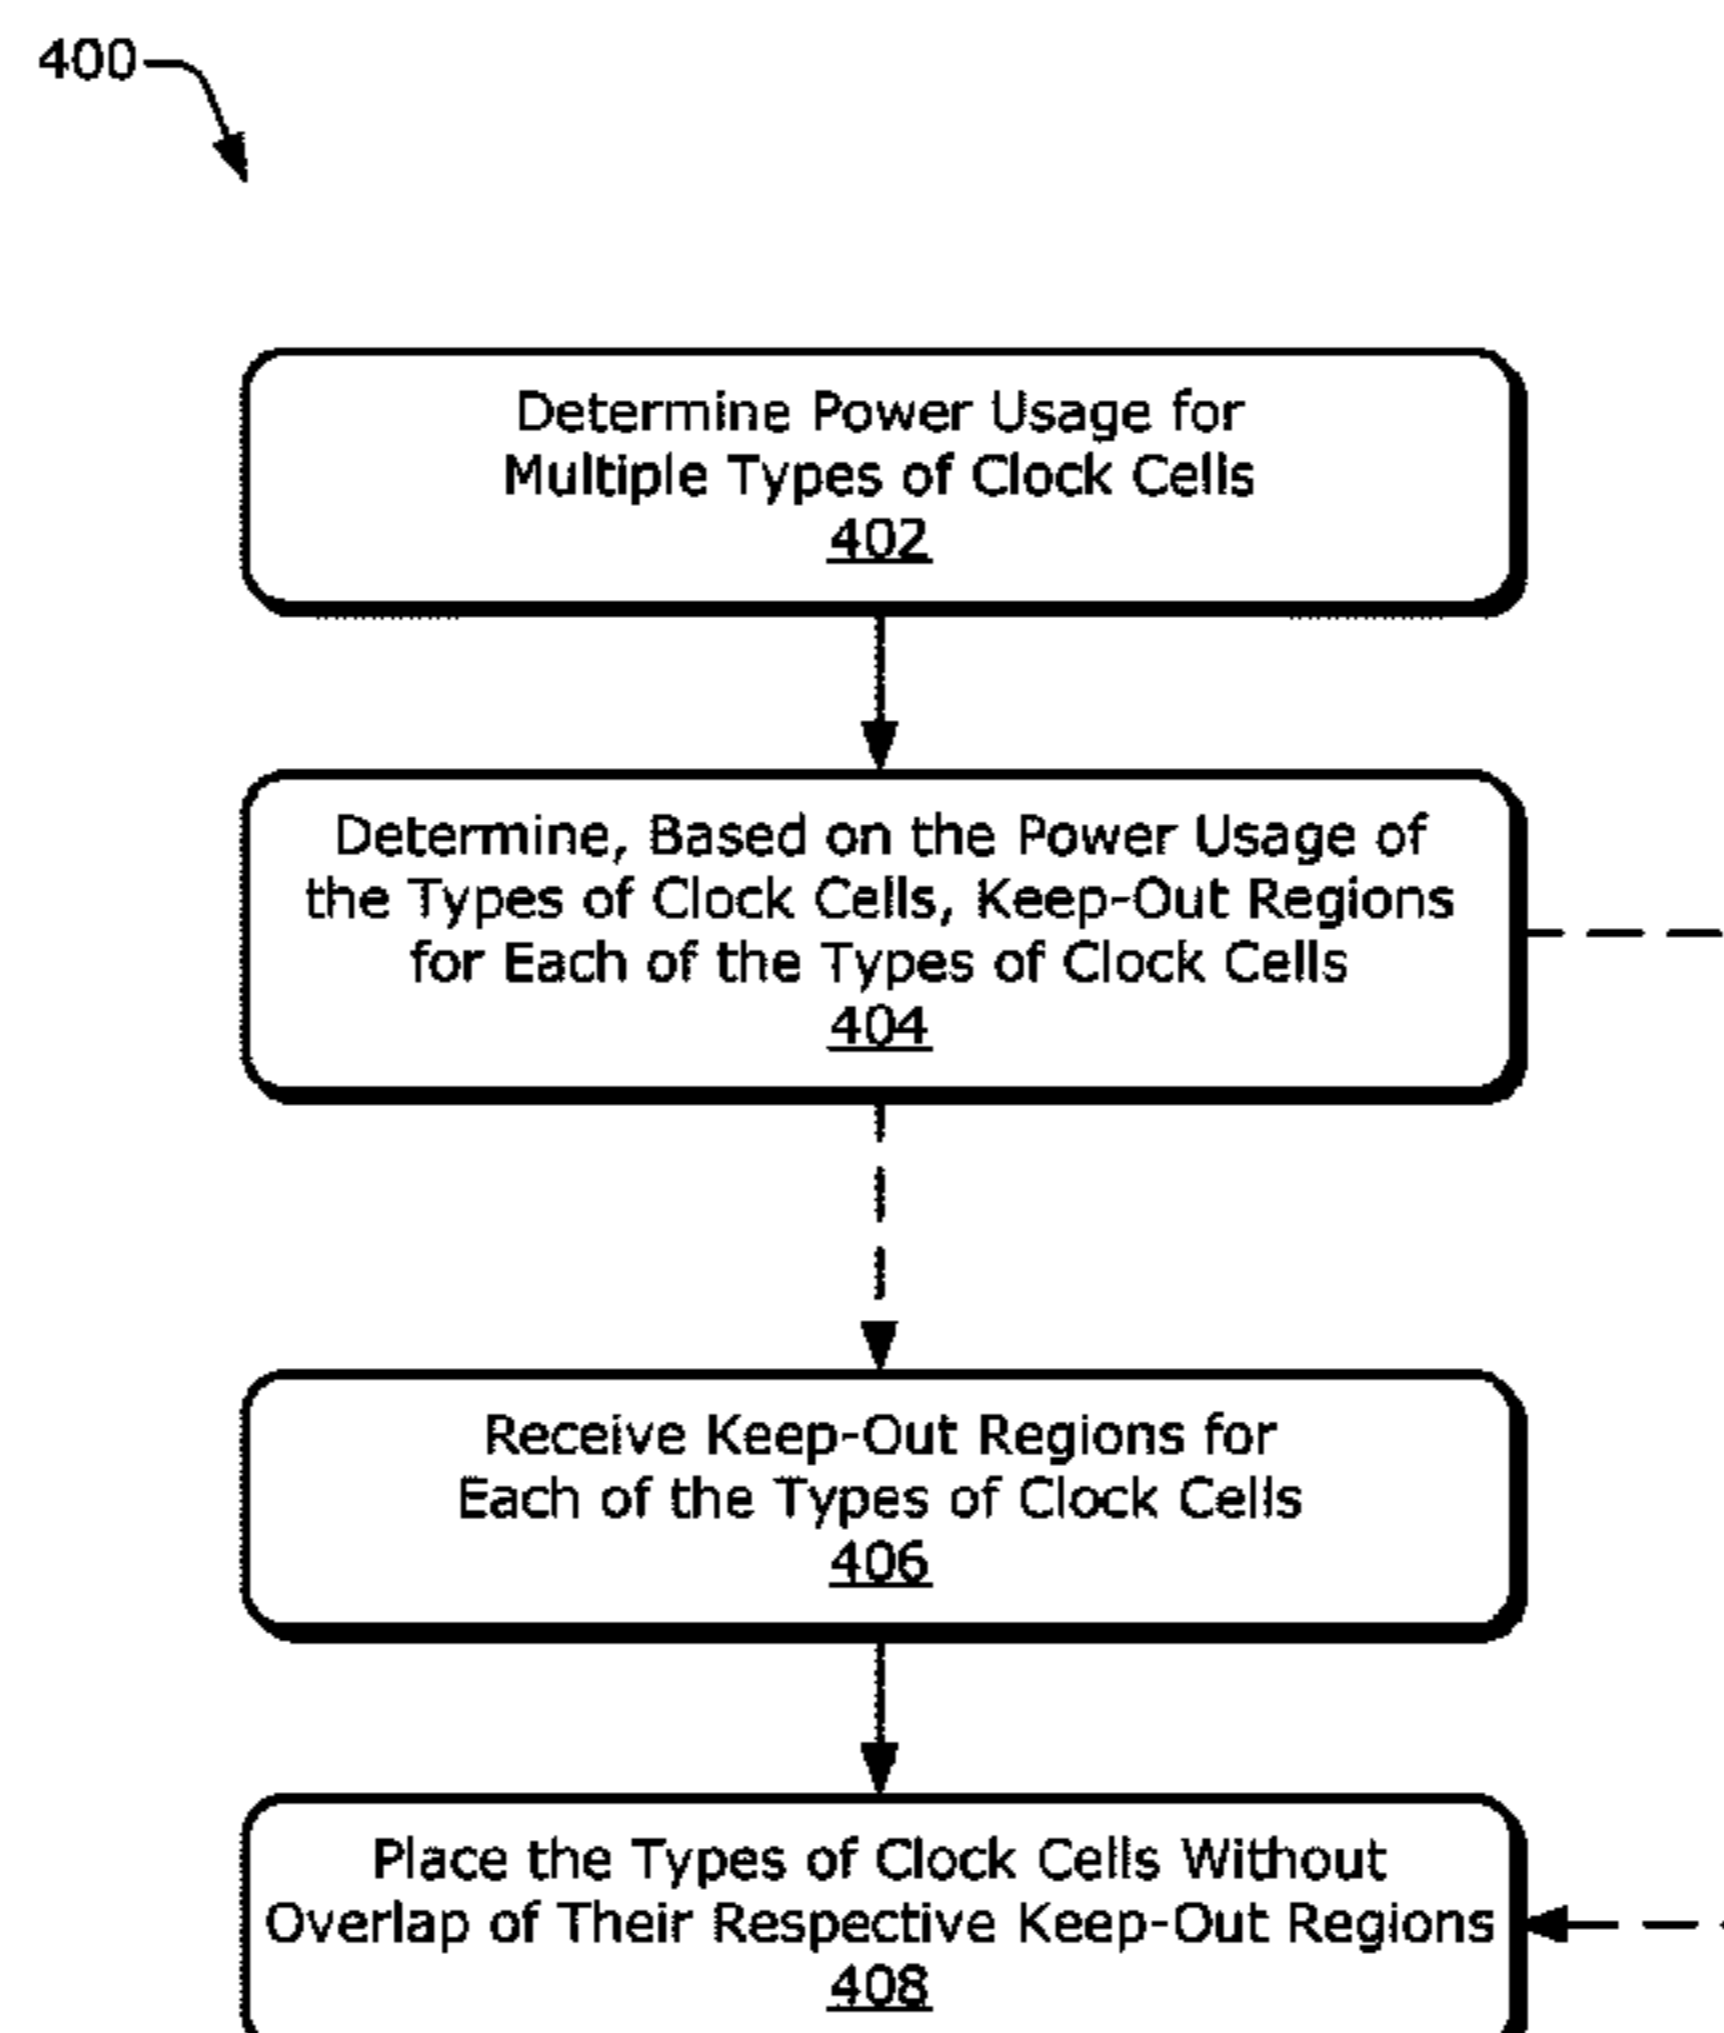 400
Determine Power Usage for
Multiple Types of Clock Cells
402
Determine, Based on the Power Usage of
the Types of Clock Cells, Keep-Out Regions
for Each of the Types of Clock Cells
404
Receive Keep-Out Regions for
Each of the Types of Clock Cells
406
Place the Types of Clock Cells Without
Overlap of Their Respective Keep-Out Regions
408